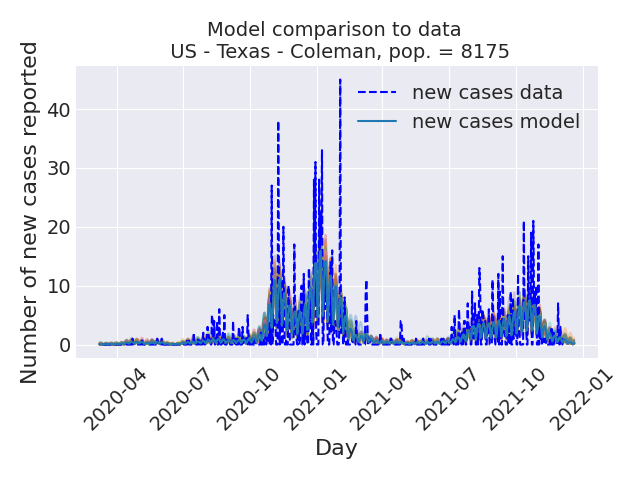 Model comparison to data
US - Texas - Coleman, pop. = 8175
Number of new cases reported
40
30
20
10
0
new cases data
new cases model
2020-04
2020-07
2020-10
2021-01
2021-04
2021-07
2021-10
2022-01
Day